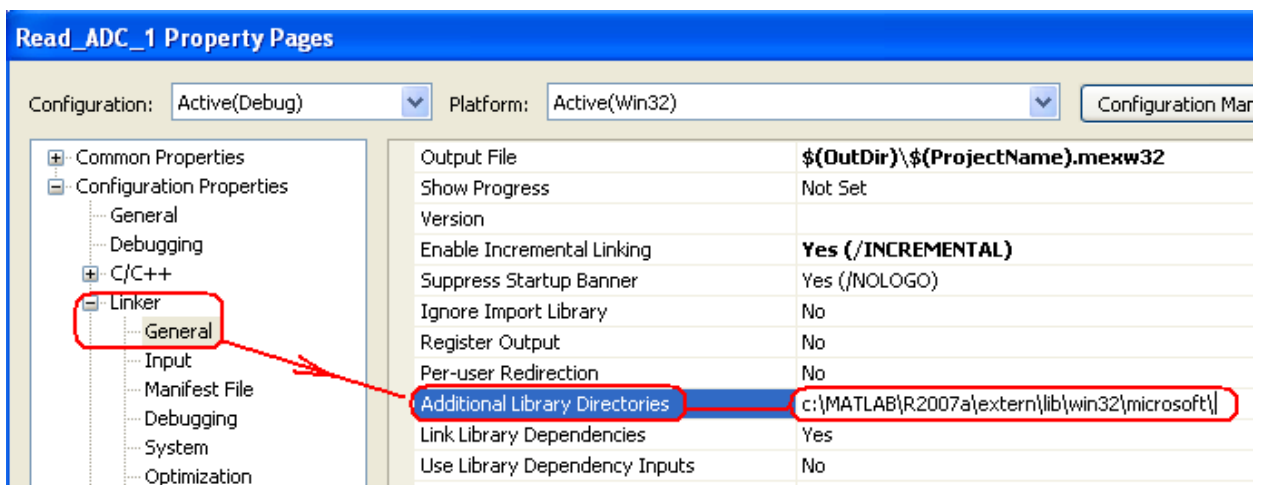 Read_ADC_1 Property Pages
Configuration: Active(Debug) Platform: Active(Win32) Configuration Mar
Common Properties
Configuration Properties
General
Debugging
C/C++
Linker
General
Input
Manifest File
Debugging
System
Optimization
Output File $(OutDir)\$(ProjectName).mexw32
Show Progress Not Set
Version
Enable Incremental Linking Yes (/INCREMENTAL)
Suppress Startup Banner Yes (/NOLOGO)
Ignore Import Library No
Register Output No
Per-user Redirection No
Additional Library Directories c:\MATLAB\R2007a\extern\lib\win32\microsoft\
Link Library Dependencies Yes
Use Library Dependency Inputs No